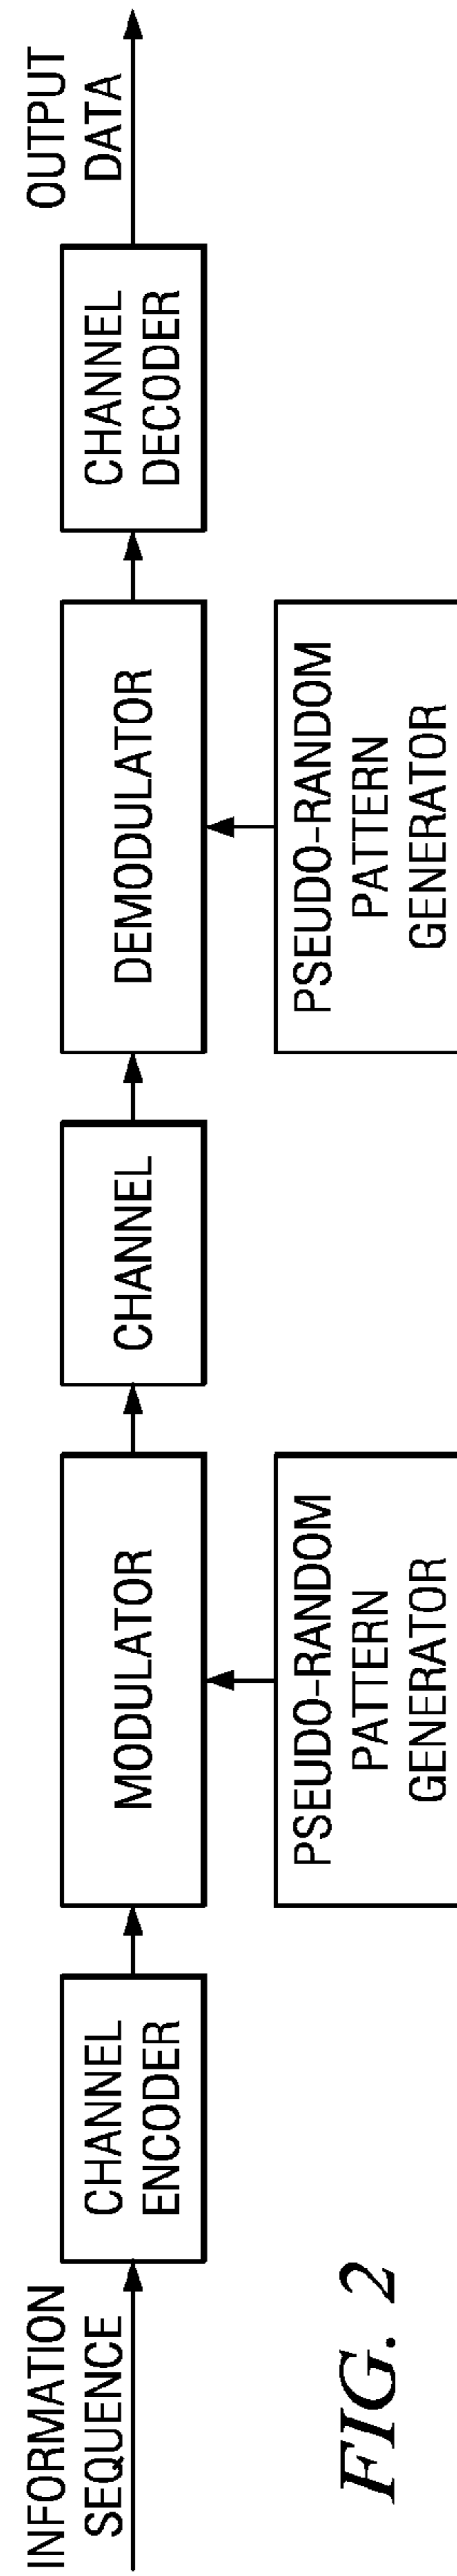 INFORMATION
SEQUENCE
CHANNEL
ENCODER
MODULATOR
CHANNEL
DEMODULATOR
CHANNEL
DECODER
OUTPUT
DATA
PSEUDO-RANDOM
PATTERN
GENERATOR
PSEUDO-RANDOM
PATTERN
GENERATOR
FIG. 2